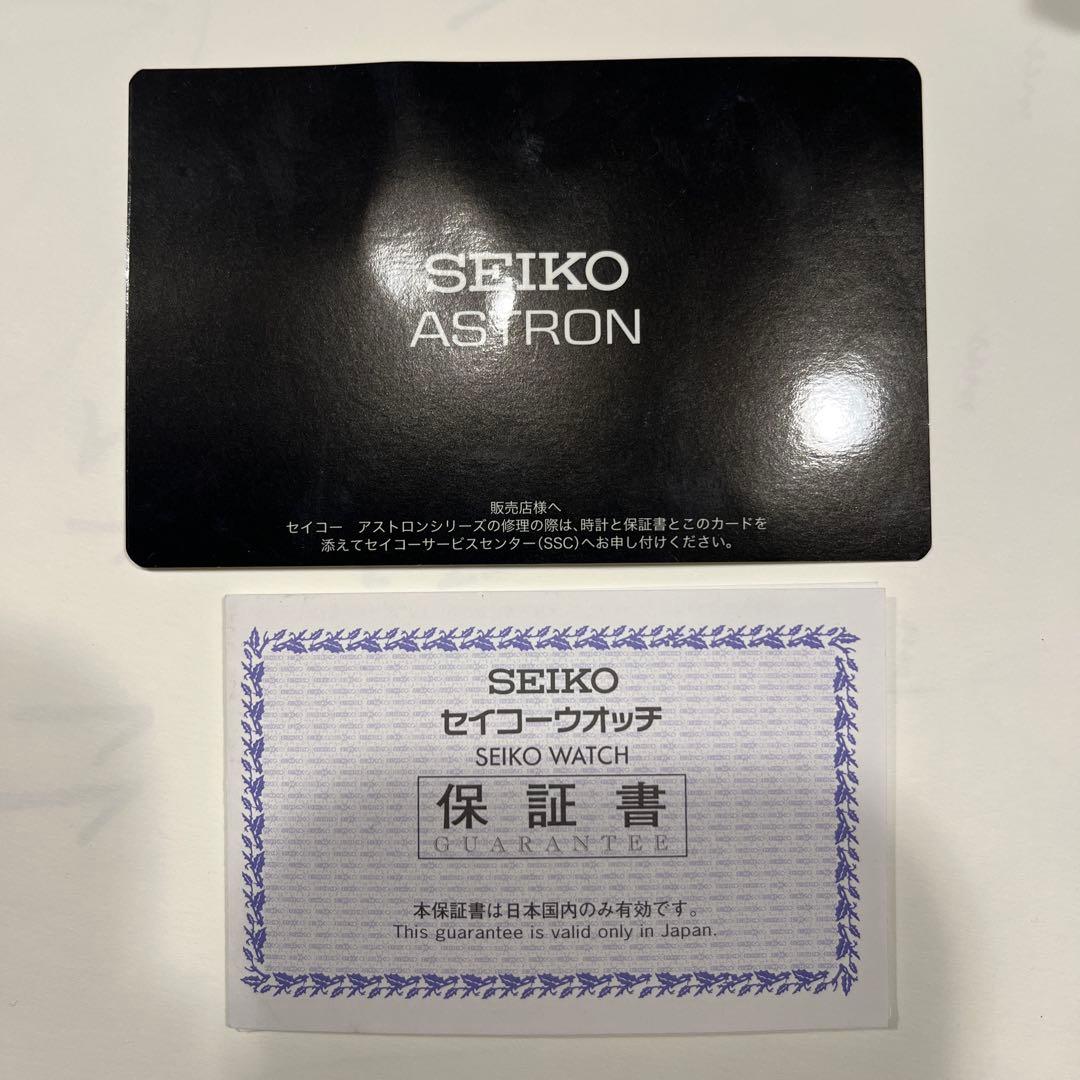 SEIKO
ASTRON
販売店様へ
セイコー　アストロンシリーズの修理の際は、時計と保証書とこのカードを
添えてセイコーサービスセンター(SSC)へお申し付けください。
SEIKO
セイコーウオッチ
SEIKO WATCH
保証書
GUARANTEE
本保証書は日本国内のみ有効です。
This guarantee is valid only in Japan.